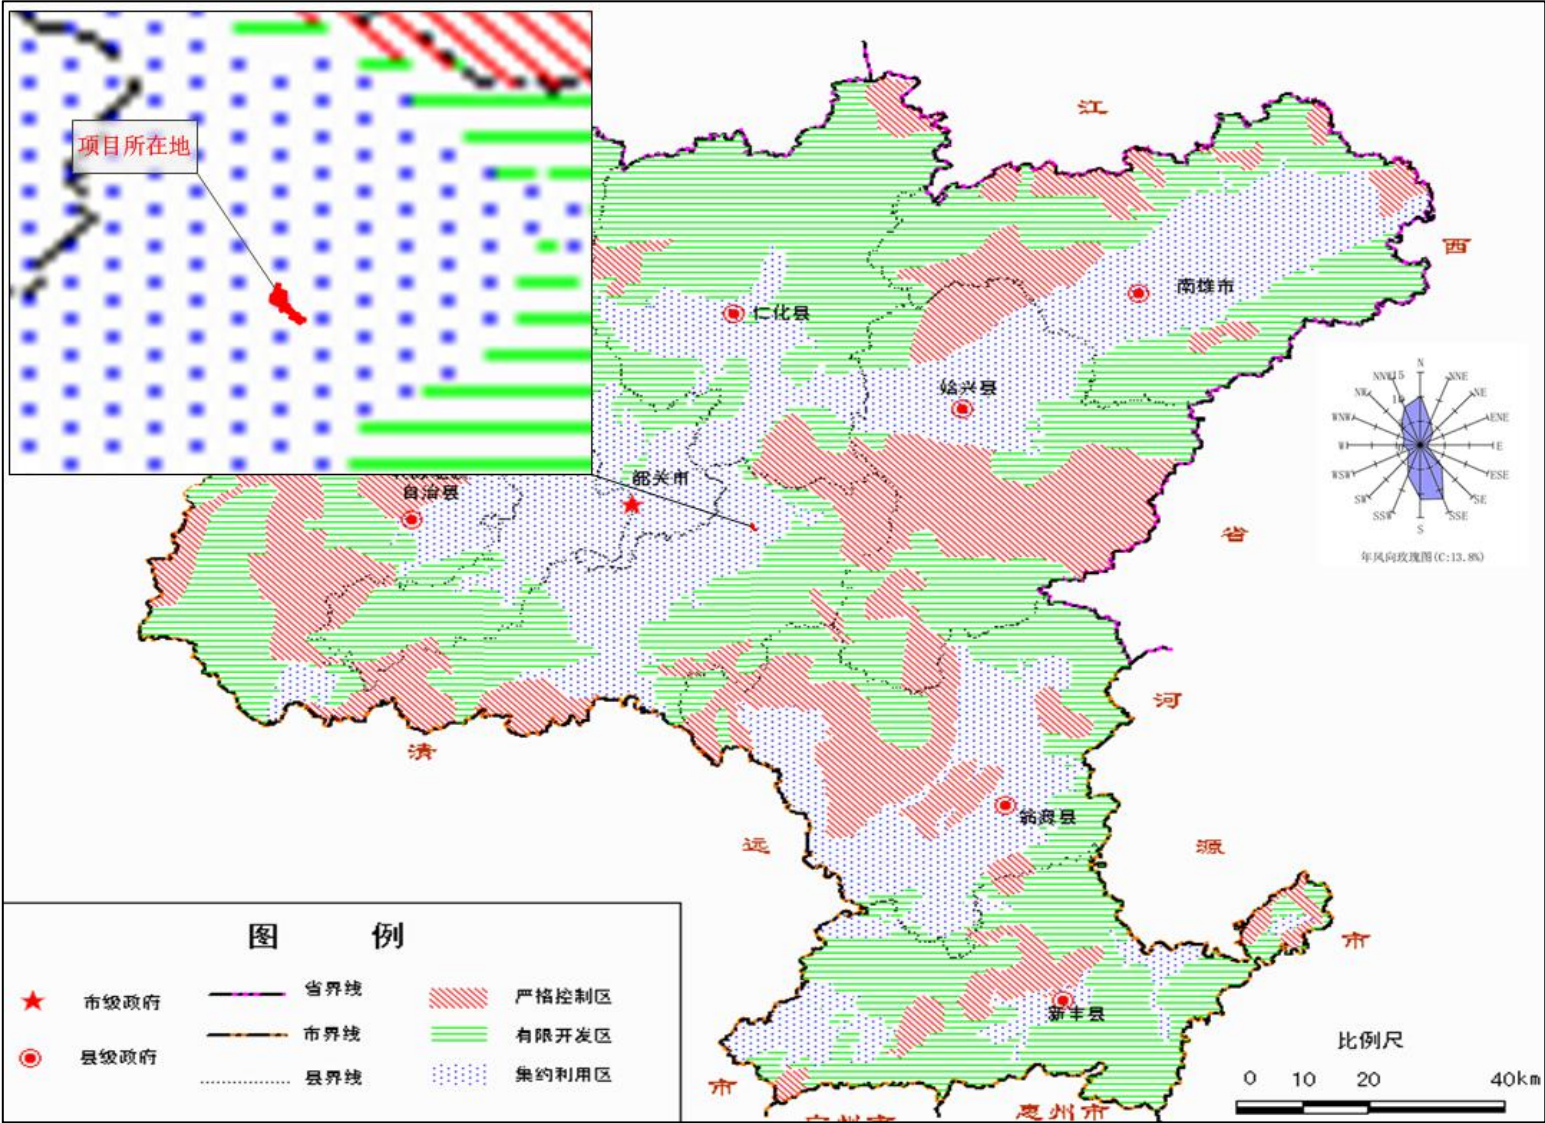 项目所在地
江
西
省
南雄市
仁化县
始兴县
韶关市
自治县
清
远
市
河
源
市
翁源县
新丰县
惠州市
N
NNE
NE
ENE
E
ESE
SE
SSE
S
SSW
SW
WSW
W
WNW
NW
NNW
15
年风向玫瑰图(C:13.8%)
图 例
市级政府
县级政府
省界线
市界线
县界线
严格控制区
有限开发区
集约利用区
比例尺
0 10 20 40km